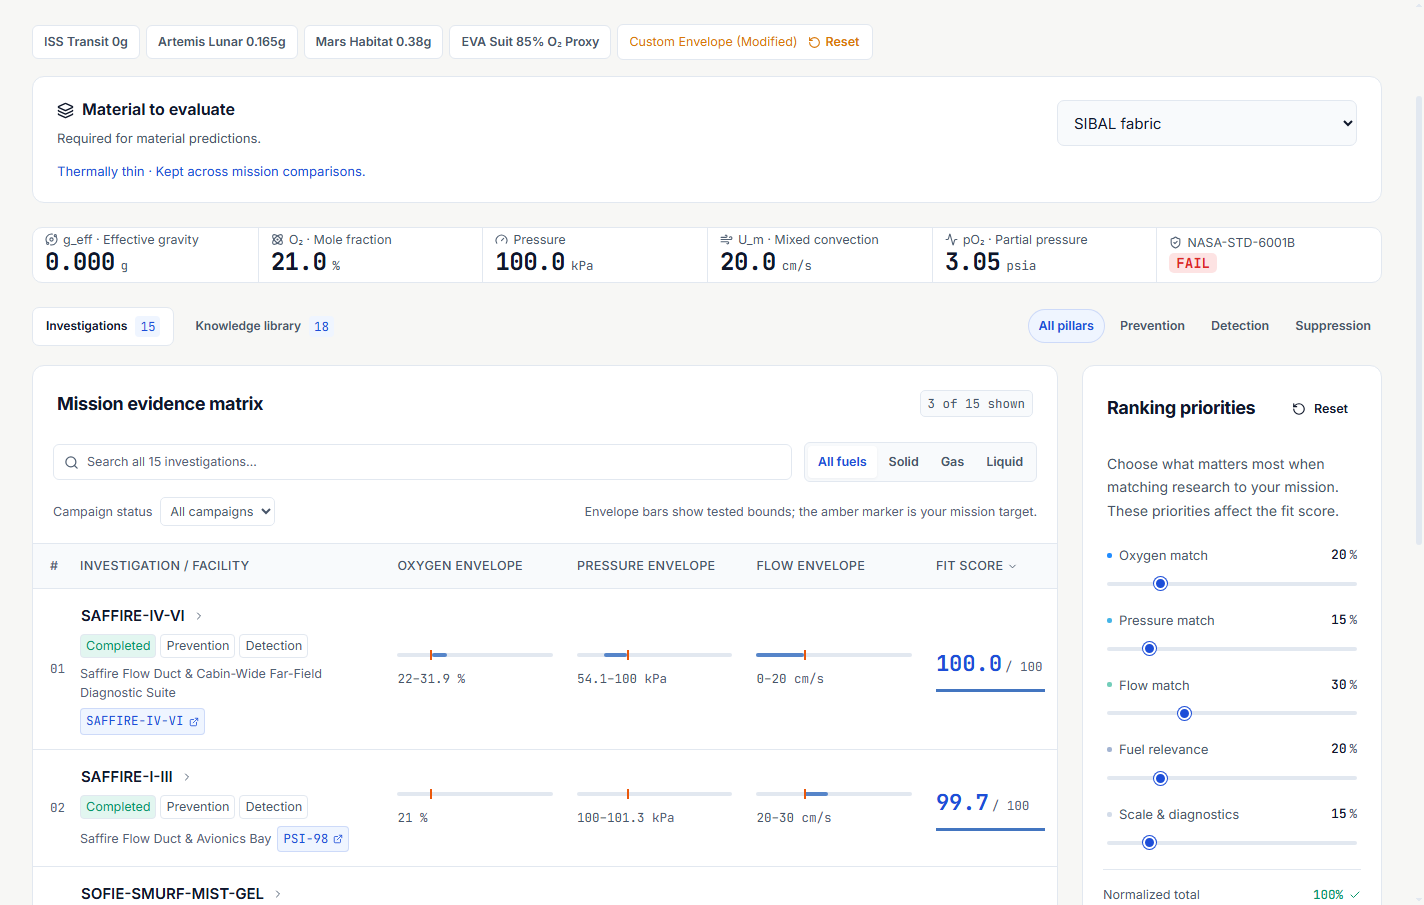 ISS Transit 0g
Artemis Lunar 0.165g
Mars Habitat 0.38g
EVA Suit 85% O₂ Proxy
Custom Envelope (Modified) Reset
Material to evaluate
Required for material predictions.
Thermally thin · Kept across mission comparisons.
SIBAL fabric
g_eff · Effective gravity
0.000 g
O₂ · Mole fraction
21.0 %
Pressure
100.0 kPa
U_m · Mixed convection
20.0 cm/s
pO₂ · Partial pressure
3.05 psia
NASA-STD-6001B
FAIL
Investigations 15
Knowledge library 18
All pillars
Prevention
Detection
Suppression
Mission evidence matrix
3 of 15 shown
Search all 15 investigations...
All fuels
Solid
Gas
Liquid
Campaign status All campaigns
Envelope bars show tested bounds; the amber marker is your mission target.
# INVESTIGATION / FACILITY OXYGEN ENVELOPE PRESSURE ENVELOPE FLOW ENVELOPE FIT SCORE
01
SAFFIRE-IV-VI
Completed Prevention Detection
Saffire Flow Duct & Cabin-Wide Far-Field
Diagnostic Suite
SAFFIRE-IV-VI
22–31.9 %
54.1–100 kPa
0–20 cm/s
100.0 / 100
02
SAFFIRE-I-III
Completed Prevention Detection
Saffire Flow Duct & Avionics Bay PSI-98
21 %
100–101.3 kPa
20–30 cm/s
99.7 / 100
SOFIE-SMURF-MIST-GEL
Ranking priorities
Reset
Choose what matters most when
matching research to your mission.
These priorities affect the fit score.
Oxygen match 20 %
Pressure match 15 %
Flow match 30 %
Fuel relevance 20 %
Scale & diagnostics 15 %
Normalized total 100%